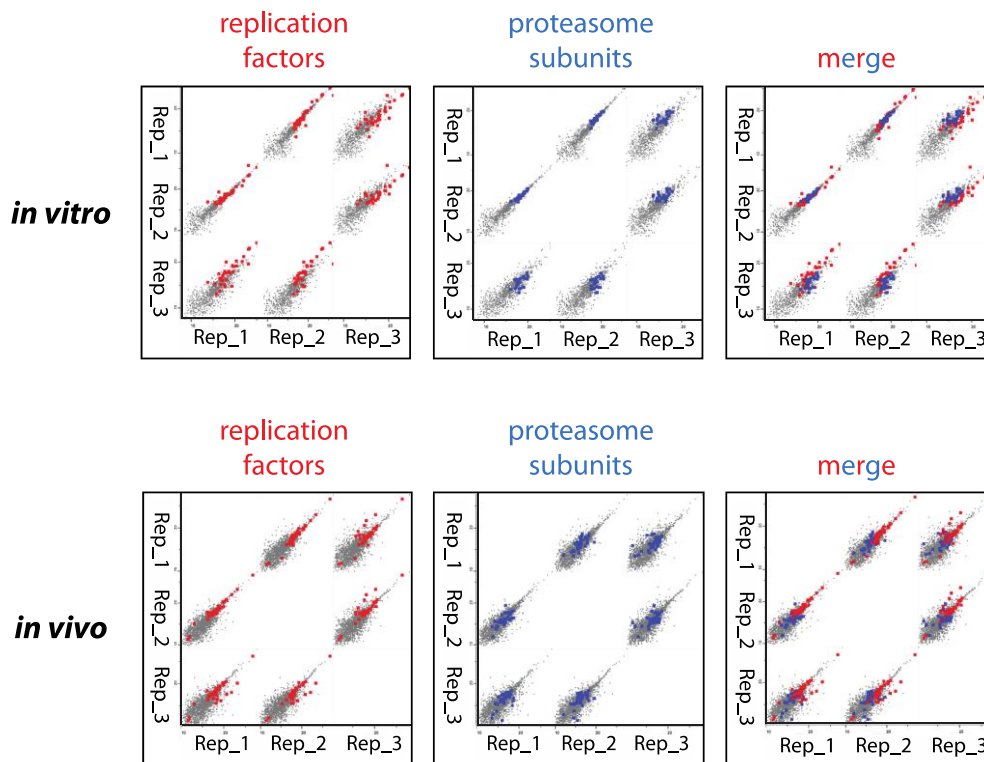 replication
factors
proteasome
subunits
merge
in vitro
Rep_1
Rep_2
Rep_3
Rep_1 Rep_2 Rep_3
Rep_1
Rep_2
Rep_3
Rep_1 Rep_2 Rep_3
Rep_1
Rep_2
Rep_3
Rep_1 Rep_2 Rep_3
replication
factors
proteasome
subunits
merge
in vivo
Rep_1
Rep_2
Rep_3
Rep_1 Rep_2 Rep_3
Rep_1
Rep_2
Rep_3
Rep_1 Rep_2 Rep_3
Rep_1
Rep_2
Rep_3
Rep_1 Rep_2 Rep_3